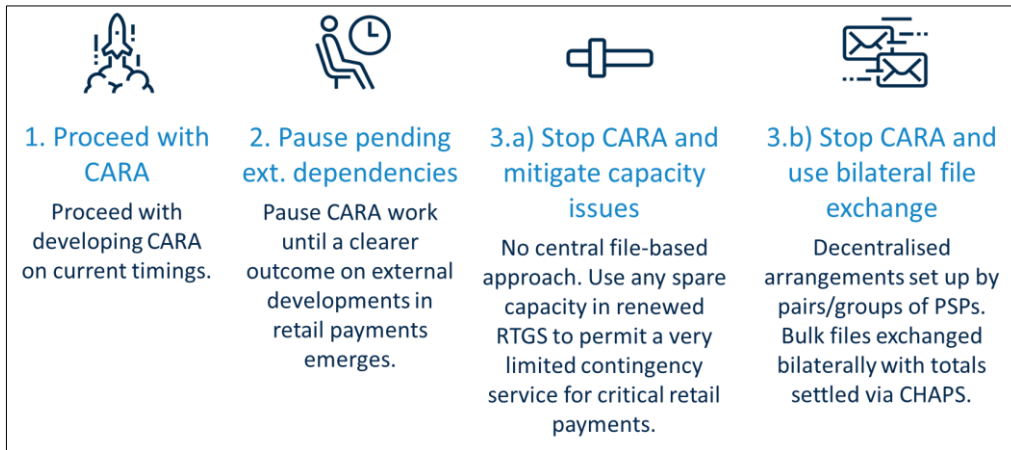 1. Proceed with
CARA
Proceed with
developing CARA
on current timings.
2. Pause pending
ext. dependencies
Pause CARA work
until a clearer
outcome on external
developments in
retail payments
emerges.
3.a) Stop CARA and
mitigate capacity
issues
No central file-based
approach. Use any spare
capacity in renewed
RTGS to permit a very
limited contingency
service for critical retail
payments.
3.b) Stop CARA and
use bilateral file
exchange
Decentralised
arrangements set up by
pairs/groups of PSPs.
Bulk files exchanged
bilaterally with totals
settled via CHAPS.